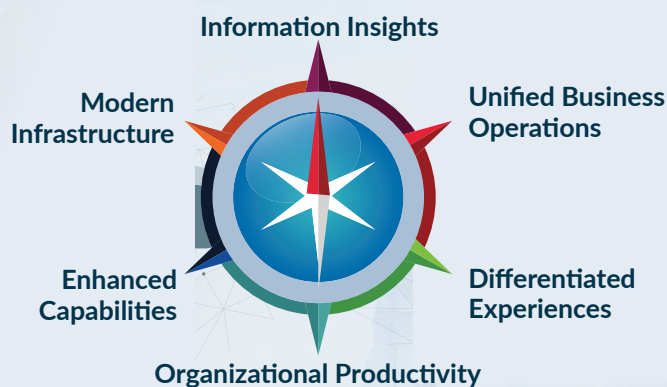 Information Insights
Modern
Infrastructure
Unified Business
Operations
Enhanced
Capabilities
Differentiated
Experiences
Organizational Productivity